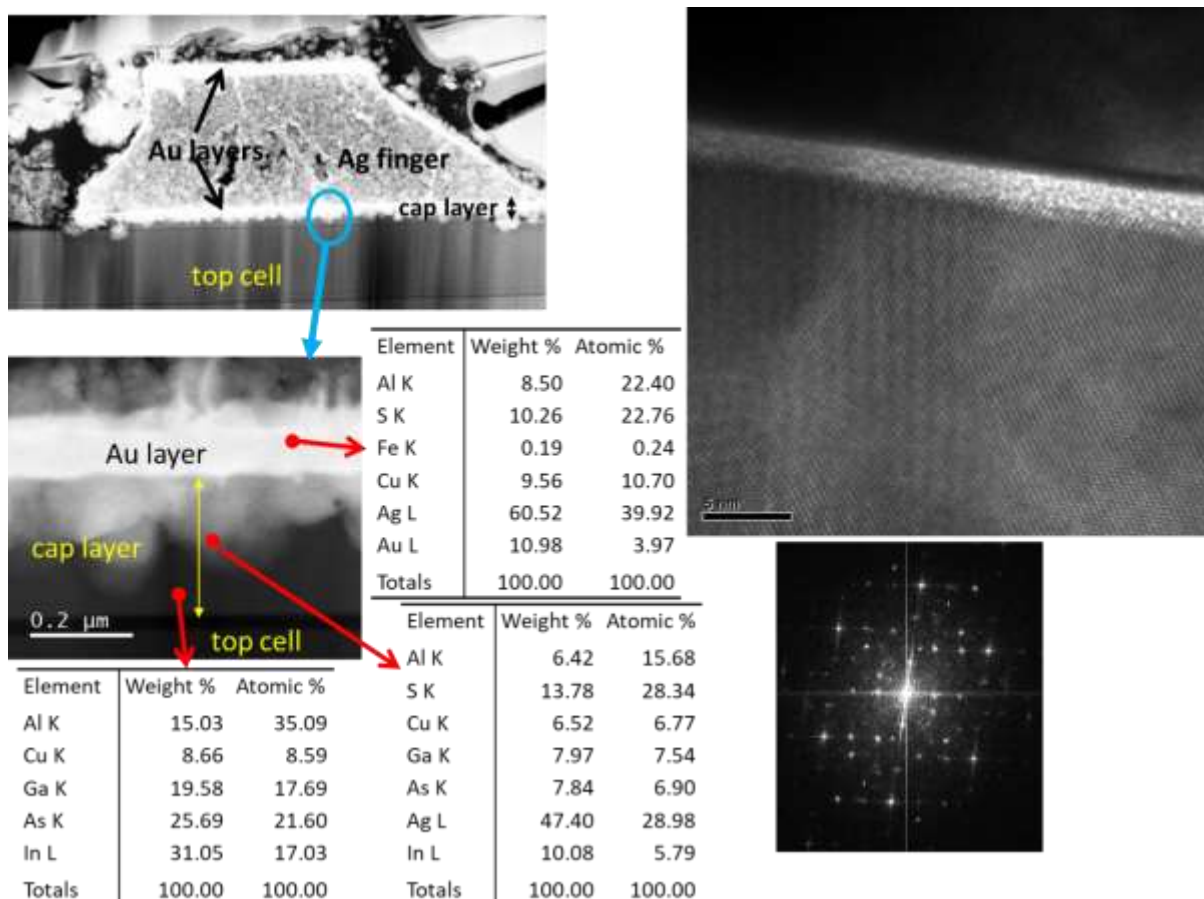 Au layers
Ag finger
cap layer
top cell
Au layer
cap layer
0.2 μm
top cell
Element Weight % Atomic %
Al K 8.50 22.40
S K 10.26 22.76
Fe K 0.19 0.24
Cu K 9.56 10.70
Ag L 60.52 39.92
Au L 10.98 3.97
Totals 100.00 100.00
Element Weight % Atomic %
Al K 6.42 15.68
S K 13.78 28.34
Cu K 6.52 6.77
Ga K 7.97 7.54
As K 7.84 6.90
Ag L 47.40 28.98
In L 10.08 5.79
Totals 100.00 100.00
Element Weight % Atomic %
Al K 15.03 35.09
Cu K 8.66 8.59
Ga K 19.58 17.69
As K 25.69 21.60
In L 31.05 17.03
Totals 100.00 100.00
5 nm